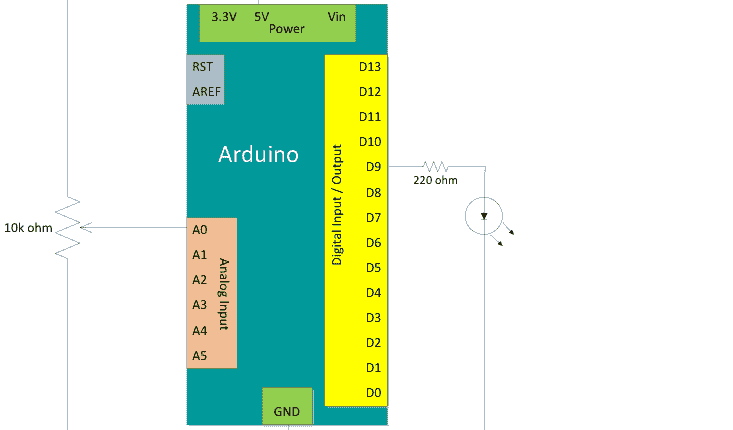 3.3V 5V Vin
Power
RST
AREF
Arduino
10k ohm
A0
A1
A2
A3
A4
A5
Analog Input
Digital Input / Output
D13
D12
D11
D10
D9
D8
D7
D6
D5
D4
D3
D2
D1
D0
220 ohm
GND